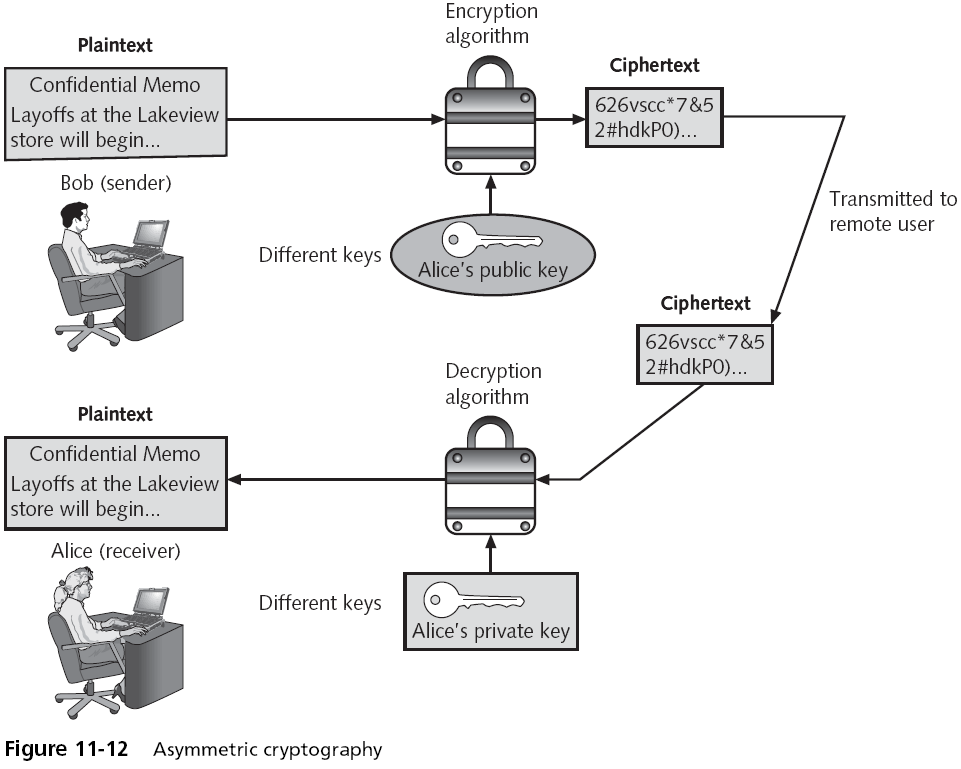 Encryption
algorithm
Plaintext
Confidential Memo
Layoffs at the Lakeview
store will begin...
Ciphertext
626vscc*7&5
2#hdkP0)...
Bob (sender)
Transmitted to
remote user
Different keys
Alice's public key
Ciphertext
626vscc*7&5
2#hdkP0)...
Decryption
algorithm
Plaintext
Confidential Memo
Layoffs at the Lakeview
store will begin...
Alice (receiver)
Different keys
Alice's private key
Figure 11-12 Asymmetric cryptography